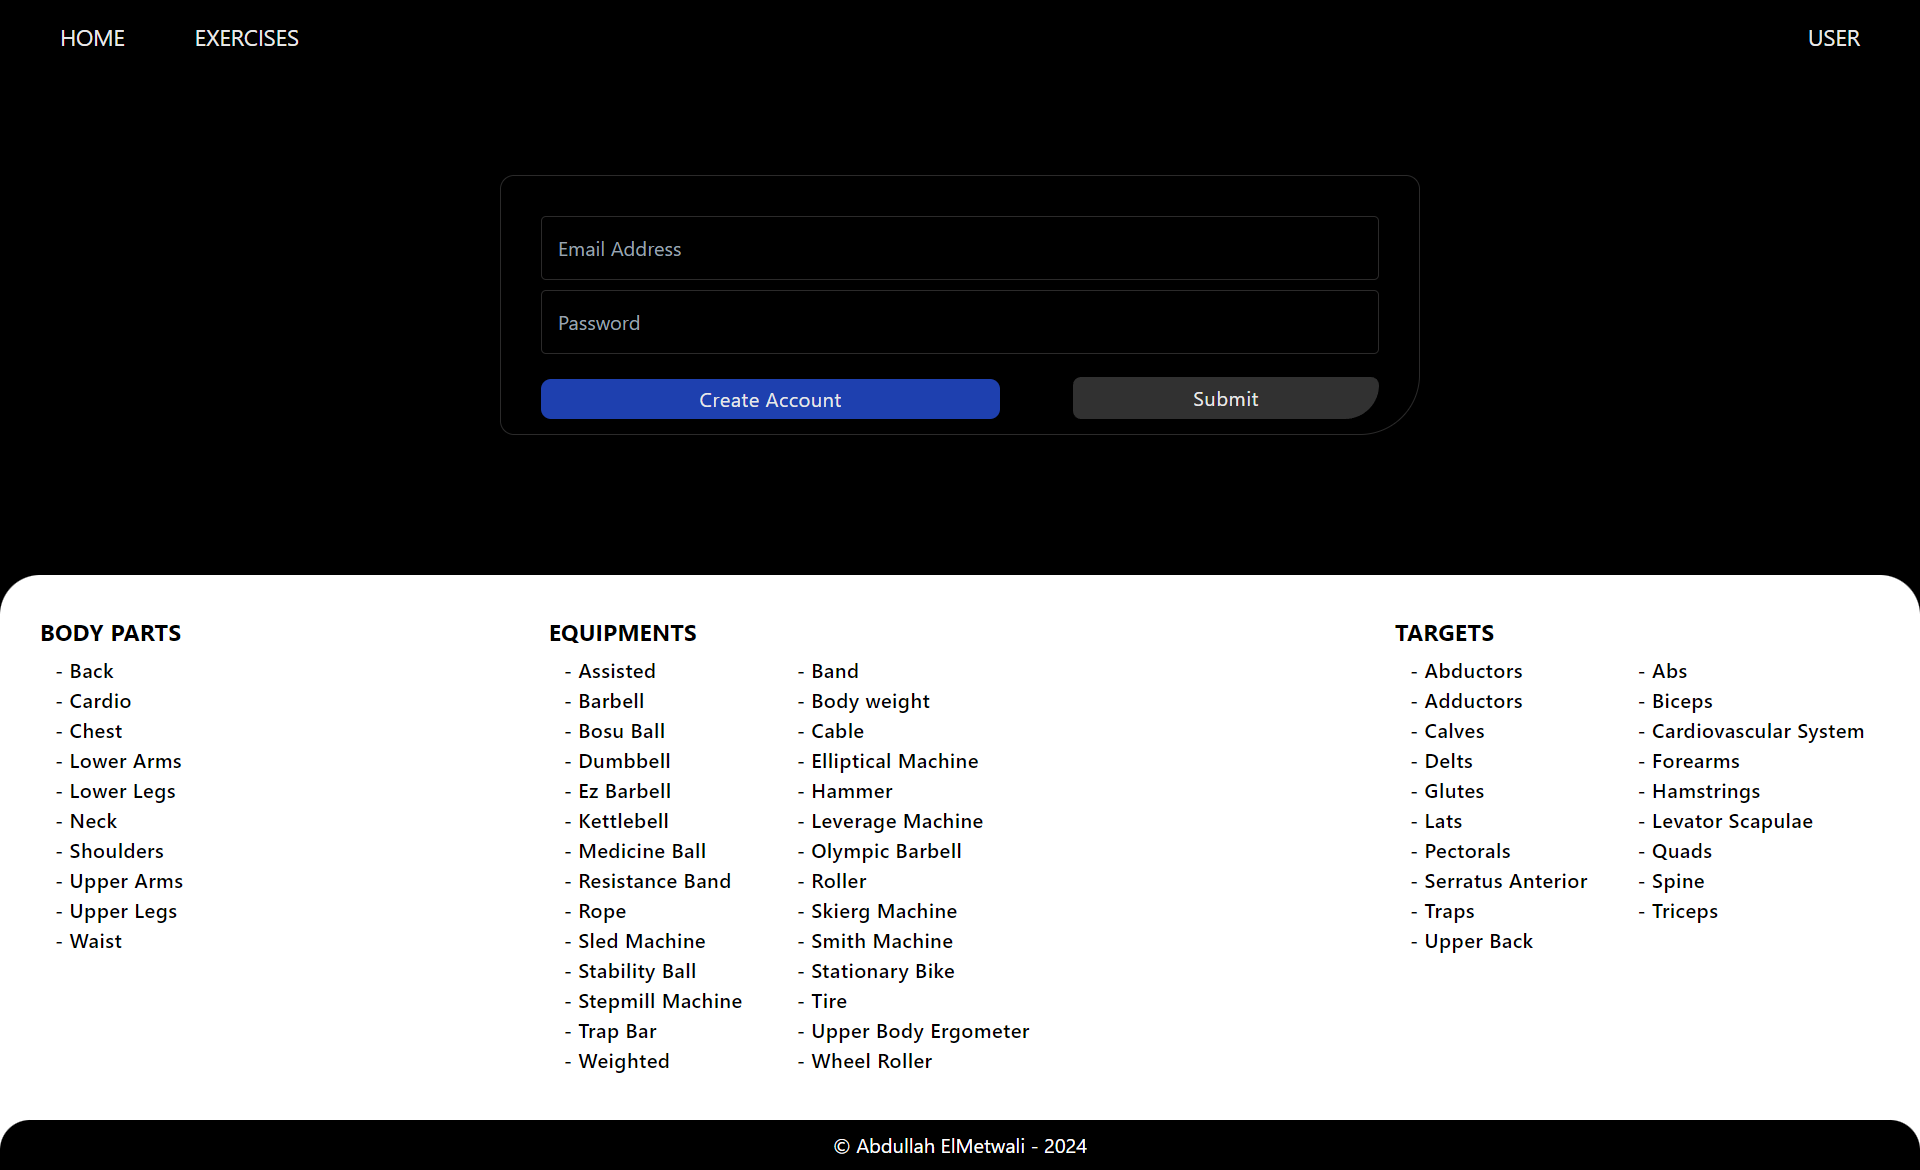 HOME EXERCISES USER
Email Address
Password
Create Account Submit
BODY PARTS
- Back
- Cardio
- Chest
- Lower Arms
- Lower Legs
- Neck
- Shoulders
- Upper Arms
- Upper Legs
- Waist
EQUIPMENTS
- Assisted
- Barbell
- Bosu Ball
- Dumbbell
- Ez Barbell
- Kettlebell
- Medicine Ball
- Resistance Band
- Rope
- Sled Machine
- Stability Ball
- Stepmill Machine
- Trap Bar
- Weighted
- Band
- Body weight
- Cable
- Elliptical Machine
- Hammer
- Leverage Machine
- Olympic Barbell
- Roller
- Skierg Machine
- Smith Machine
- Stationary Bike
- Tire
- Upper Body Ergometer
- Wheel Roller
TARGETS
- Abductors
- Adductors
- Calves
- Delts
- Glutes
- Lats
- Pectorals
- Serratus Anterior
- Traps
- Upper Back
- Abs
- Biceps
- Cardiovascular System
- Forearms
- Hamstrings
- Levator Scapulae
- Quads
- Spine
- Triceps
© Abdullah ElMetwali - 2024